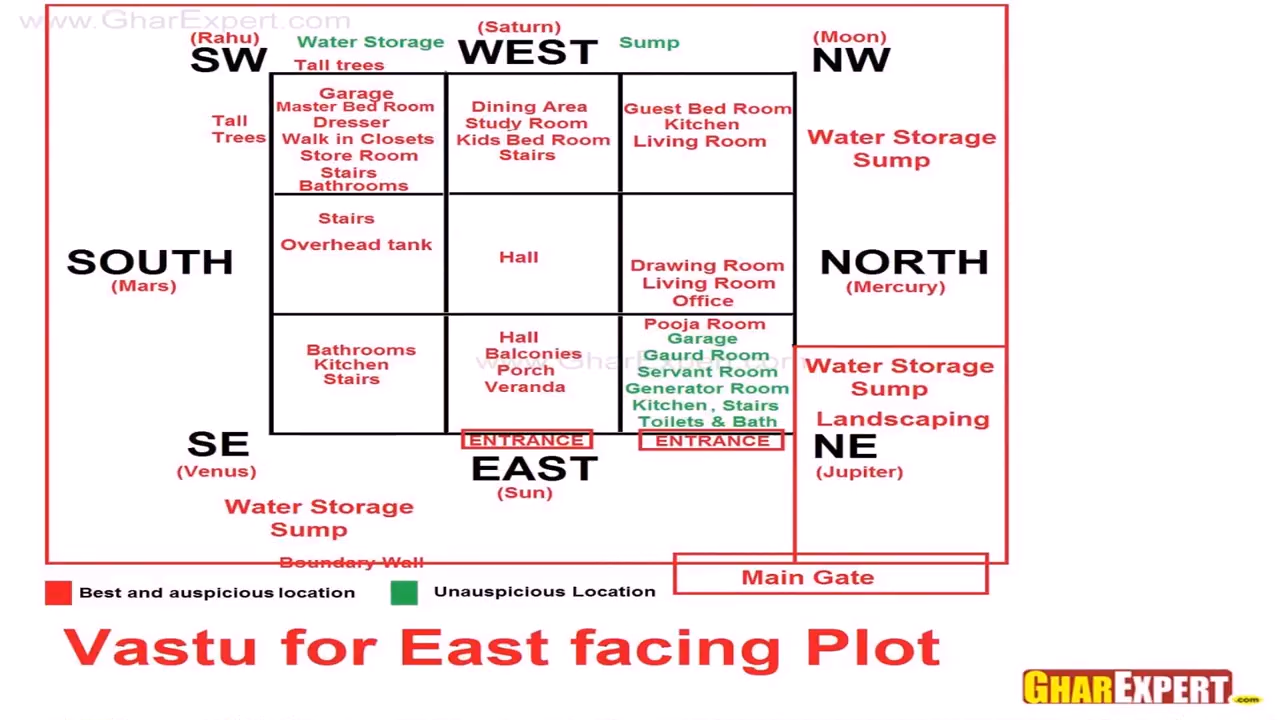 www.GharExpert.com
(Rahu)
SW
Water Storage
Tall trees
(Saturn)
WEST
Sump
(Moon)
NW
Tall
Trees
Garage
Master Bed Room
Dresser
Walk in Closets
Store Room
Stairs
Bathrooms
Dining Area
Study Room
Kids Bed Room
Stairs
Guest Bed Room
Kitchen
Living Room
Water Storage
Sump
SOUTH
(Mars)
Stairs
Overhead tank
Hall
Drawing Room
Living Room
Office
NORTH
(Mercury)
Bathrooms
Kitchen
Stairs
Hall
Balconies
Porch
Veranda
www.GharExpert.com
Pooja Room
Garage
Gaurd Room
Servant Room
Generator Room
Kitchen , Stairs
Toilets & Bath
Water Storage
Sump
Landscaping
NE
(Jupiter)
SE
(Venus)
ENTRANCE
EAST
(Sun)
ENTRANCE
Water Storage
Sump
Boundary Wall
Main Gate
Best and auspicious location
Unauspicious Location
Vastu for East facing Plot
GHAREXPERT.com